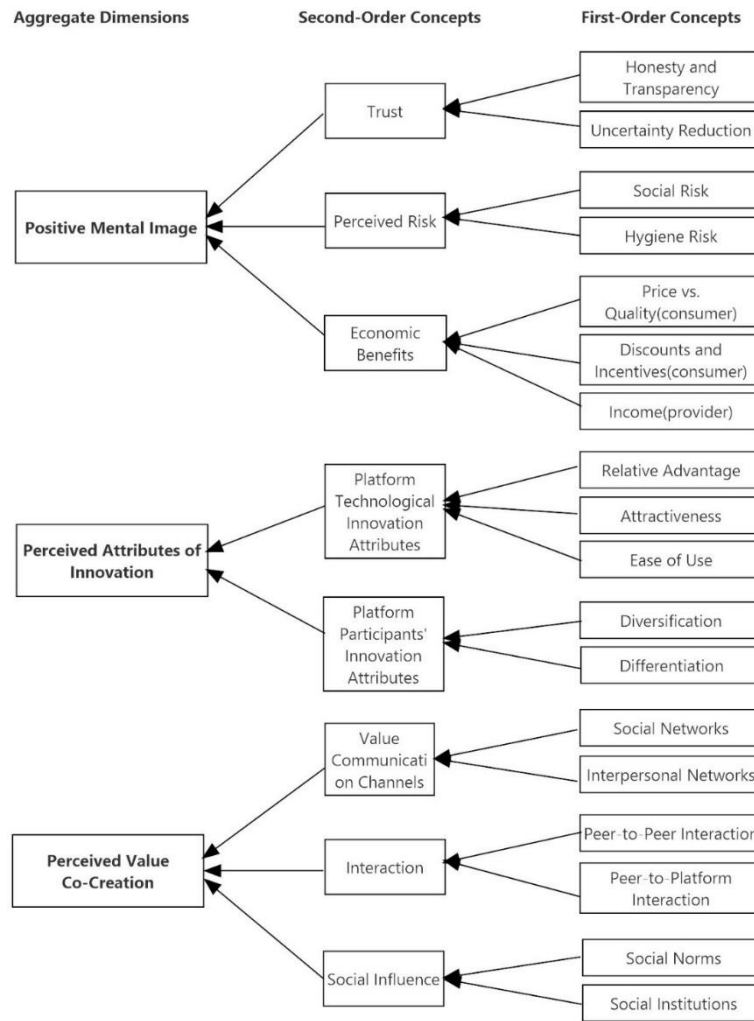 Aggregate Dimensions
Second-Order Concepts
First-Order Concepts
Positive Mental Image
Trust
Honesty and
Transparency
Uncertainty Reduction
Perceived Risk
Social Risk
Hygiene Risk
Economic
Benefits
Price vs.
Quality(consumer)
Discounts and
Incentives(consumer)
Income(provider)
Perceived Attributes of
Innovation
Platform
Technological
Innovation
Attributes
Relative Advantage
Attractiveness
Ease of Use
Platform
Participants'
Innovation
Attributes
Diversification
Differentiation
Perceived Value
Co-Creation
Value
Communicati
on Channels
Social Networks
Interpersonal Networks
Interaction
Peer-to-Peer Interaction
Peer-to-Platform
Interaction
Social Influence
Social Norms
Social Institutions